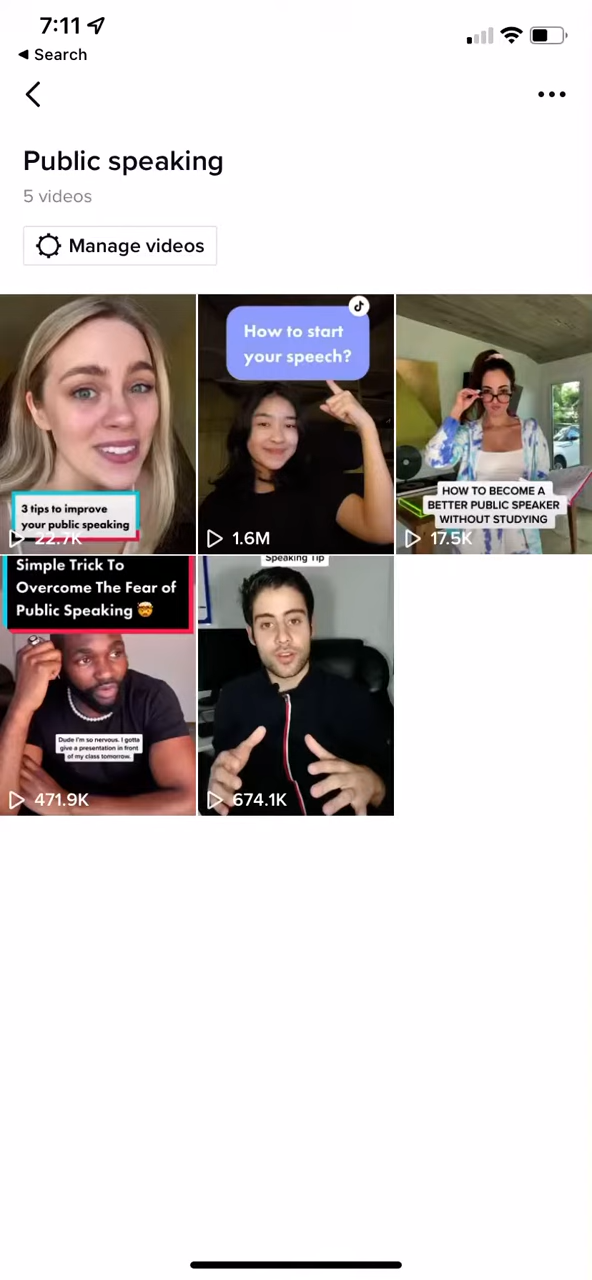 7:11
Search
Public speaking
5 videos
Manage videos
3 tips to improve
your public speaking
22.7K
How to start
your speech?
1.6M
HOW TO BECOME A
BETTER PUBLIC SPEAKER
WITHOUT STUDYING
17.5K
Simple Trick To
Overcome The Fear of
Public Speaking 🤯
Dude I'm so nervous. I gotta
give a presentation in front
of my class tomorrow.
471.9K
Speaking Tip
674.1K